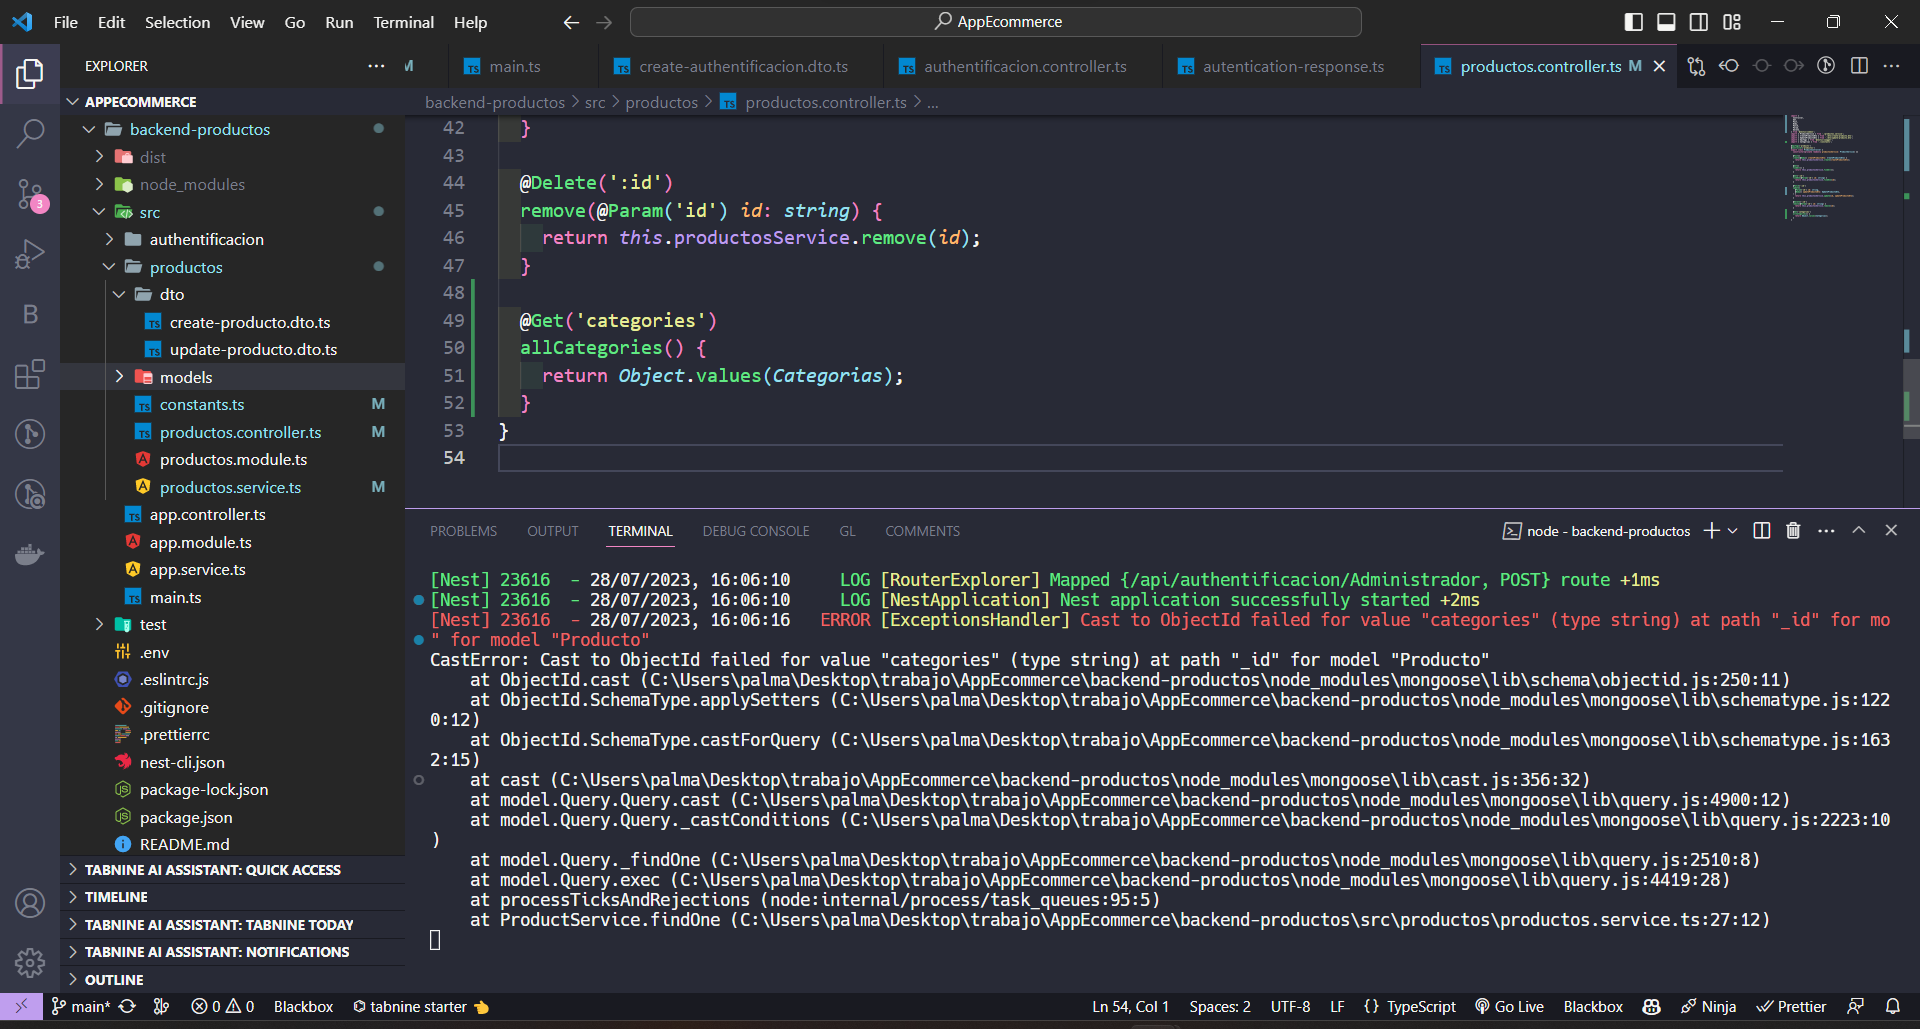 File Edit Selection View Go Run Terminal Help
AppEcommerce
EXPLORER
M
main.ts
create-authentificacion.dto.ts
authentificacion.controller.ts
autentication-response.ts
productos.controller.ts M
APPECOMMERCE
backend-productos
dist
node_modules
src
authentificacion
productos
dto
create-producto.dto.ts
update-producto.dto.ts
models
constants.ts M
productos.controller.ts M
productos.module.ts
productos.service.ts M
app.controller.ts
app.module.ts
app.service.ts
main.ts
test
.env
.eslintrc.js
.gitignore
.prettierrc
nest-cli.json
package-lock.json
package.json
README.md
TABNINE AI ASSISTANT: QUICK ACCESS
TIMELINE
TABNINE AI ASSISTANT: TABNINE TODAY
TABNINE AI ASSISTANT: NOTIFICATIONS
OUTLINE
3
B
backend-productos > src > productos > productos.controller.ts > ...
42 }
43
44 @Delete(':id')
45 remove(@Param('id') id: string) {
46 return this.productosService.remove(id);
47 }
48
49 @Get('categories')
50 allCategories() {
51 return Object.values(Categorias);
52 }
53 }
54
PROBLEMS OUTPUT TERMINAL DEBUG CONSOLE GL COMMENTS
node - backend-productos
[Nest] 23616  - 28/07/2023, 16:06:10     LOG [RouterExplorer] Mapped {/api/authentificacion/Administrador, POST} route +1ms
[Nest] 23616  - 28/07/2023, 16:06:10     LOG [NestApplication] Nest application successfully started +2ms
[Nest] 23616  - 28/07/2023, 16:06:16   ERROR [ExceptionsHandler] Cast to ObjectId failed for value "categories" (type string) at path "_id" for mo
" for model "Producto"
CastError: Cast to ObjectId failed for value "categories" (type string) at path "_id" for model "Producto"
at ObjectId.cast (C:\Users\palma\Desktop\trabajo\AppEcommerce\backend-productos\node_modules\mongoose\lib\schema\objectid.js:250:11)
at ObjectId.SchemaType.applySetters (C:\Users\palma\Desktop\trabajo\AppEcommerce\backend-productos\node_modules\mongoose\lib\schematype.js:122
0:12)
at ObjectId.SchemaType.castForQuery (C:\Users\palma\Desktop\trabajo\AppEcommerce\backend-productos\node_modules\mongoose\lib\schematype.js:163
2:15)
at cast (C:\Users\palma\Desktop\trabajo\AppEcommerce\backend-productos\node_modules\mongoose\lib\cast.js:356:32)
at model.Query.Query.cast (C:\Users\palma\Desktop\trabajo\AppEcommerce\backend-productos\node_modules\mongoose\lib\query.js:4900:12)
at model.Query.Query._castConditions (C:\Users\palma\Desktop\trabajo\AppEcommerce\backend-productos\node_modules\mongoose\lib\query.js:2223:10
)
at model.Query._findOne (C:\Users\palma\Desktop\trabajo\AppEcommerce\backend-productos\node_modules\mongoose\lib\query.js:2510:8)
at model.Query.exec (C:\Users\palma\Desktop\trabajo\AppEcommerce\backend-productos\node_modules\mongoose\lib\query.js:4419:28)
at processTicksAndRejections (node:internal/process/task_queues:95:5)
at ProductService.findOne (C:\Users\palma\Desktop\trabajo\AppEcommerce\backend-productos\src\productos\productos.service.ts:27:12)
main* 0 0 Blackbox tabnine starter Ln 54, Col 1 Spaces: 2 UTF-8 LF {} TypeScript Go Live Blackbox Ninja Prettier